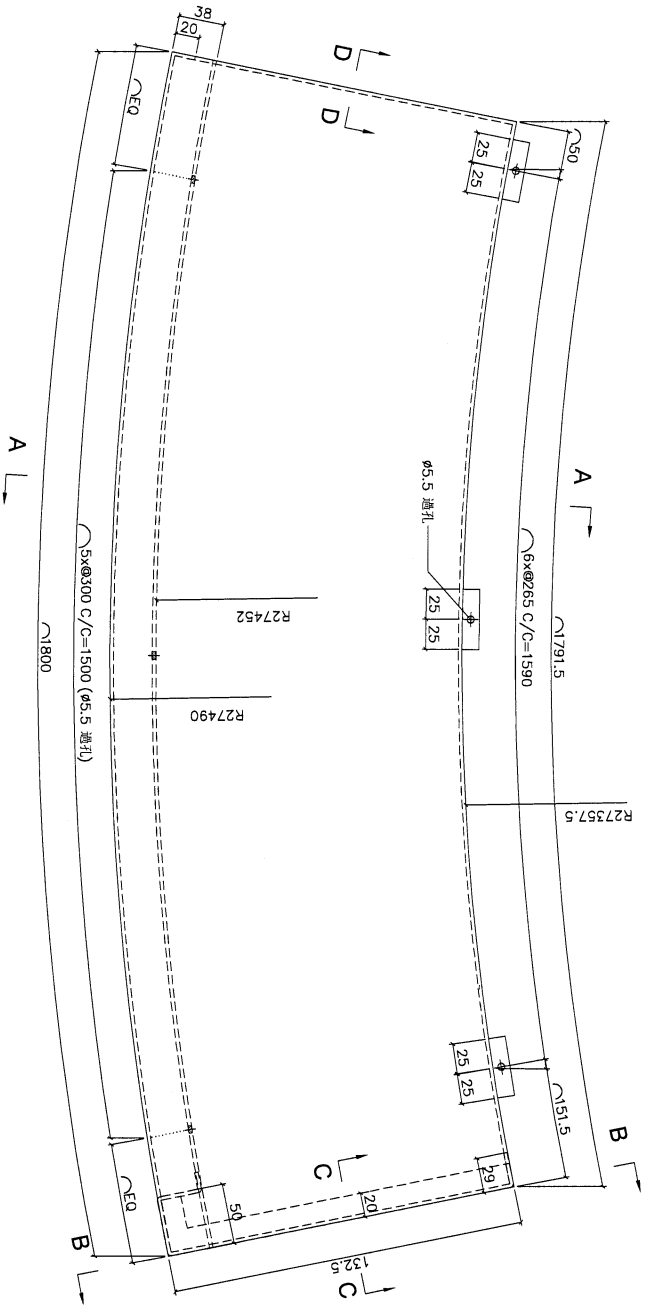 38
20
D
D
⌒EQ
25
25
⌒50
A
A
ø5.5 過孔
⌒5x@300 C/C=1500 (ø5.5 過孔)
⌒6x@265 C/C=1590
⌒1791.5
⌒1800
R27452
R27490
25
25
R27357.5
25
25
⌒151.5
B
B
C
C
29
20
50
132.5
⌒EQ